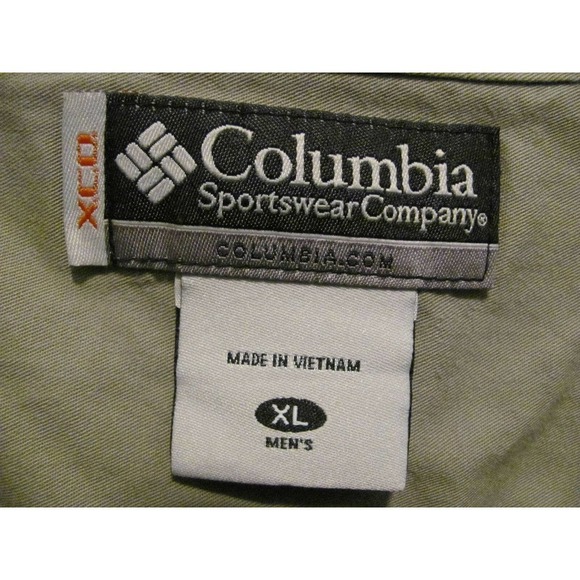 XCO
Columbia
Sportswear Company®
COLUMBIA.COM
MADE IN VIETNAM
XL
MEN'S